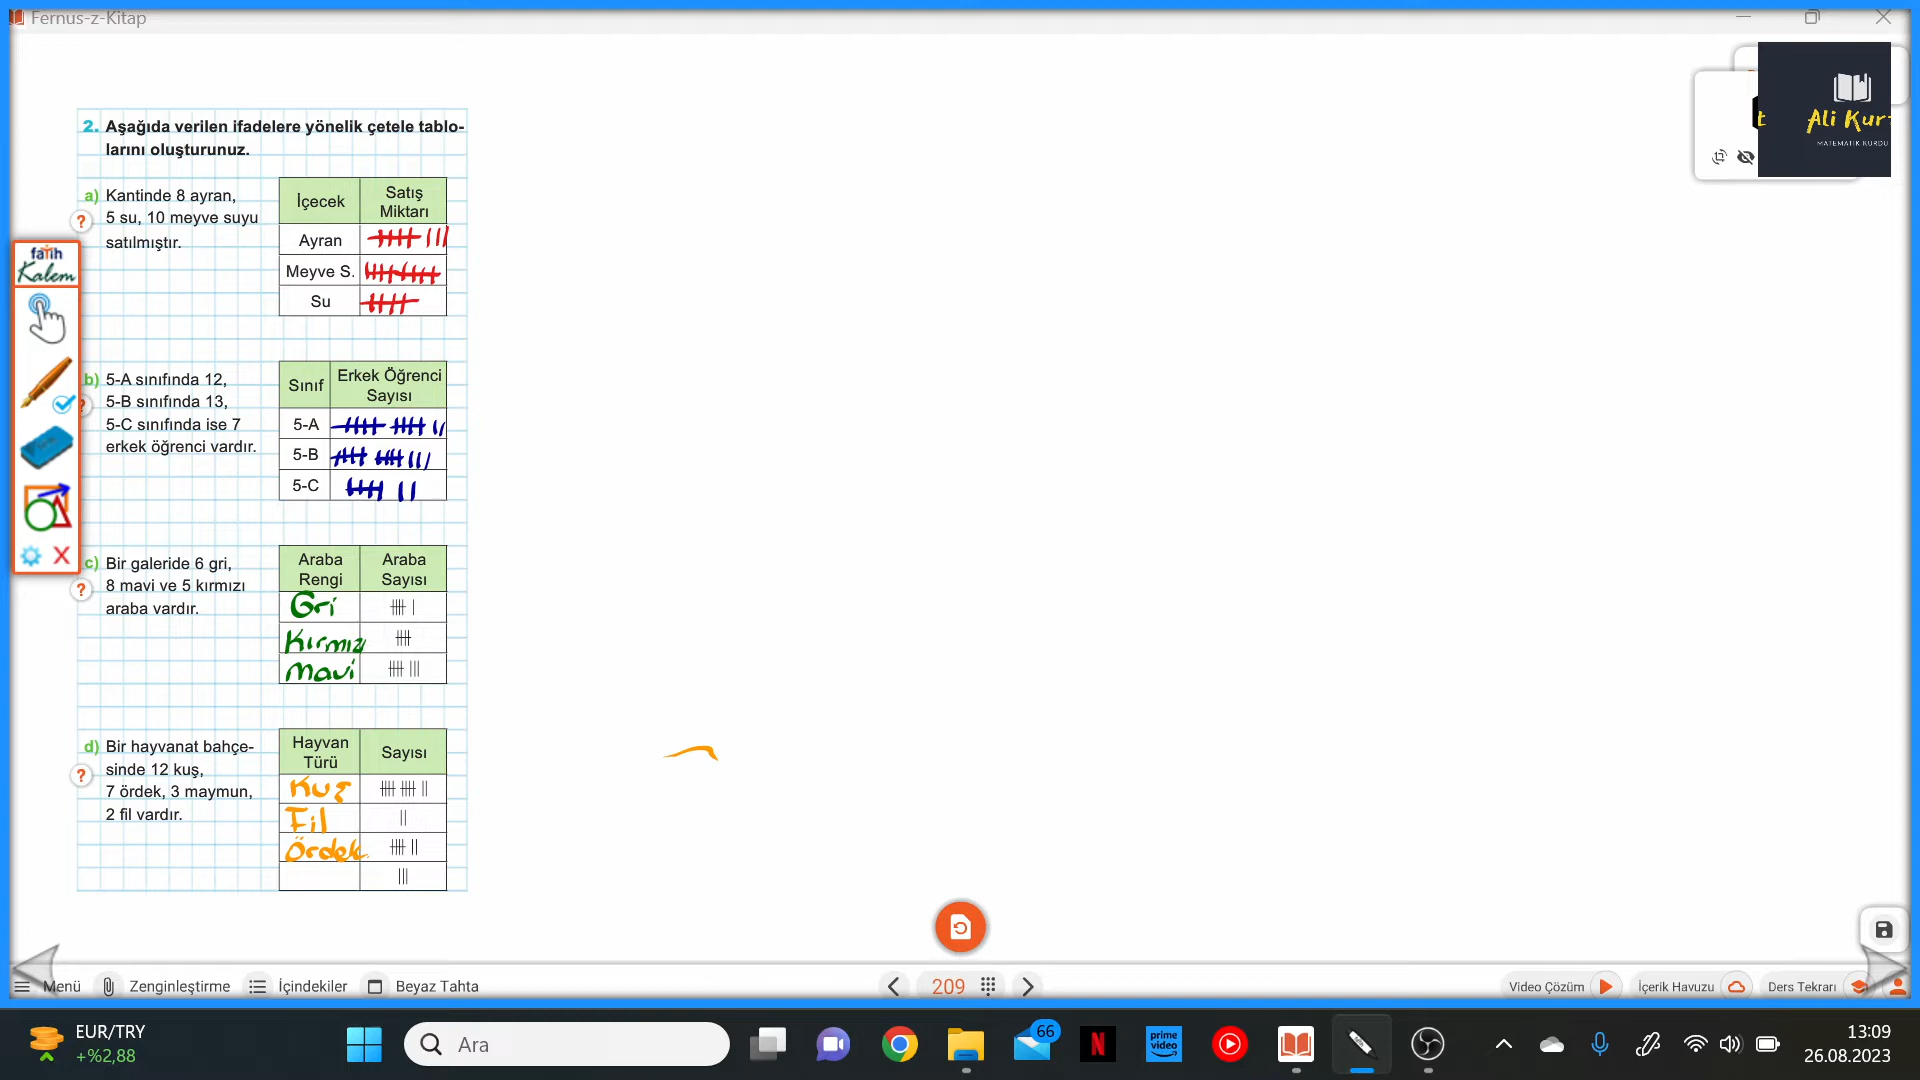 Fernus-z-Kitap
Ali Kurt
MATEMATİK KURDU
2. Aşağıda verilen ifadelere yönelik çetele tablo-
larını oluşturunuz.
a) Kantinde 8 ayran,
5 su, 10 meyve suyu
satılmıştır.
İçecek
Satış
Miktarı
Ayran
Meyve S.
Su
fatih
Kalem
b) 5-A sınıfında 12,
5-B sınıfında 13,
5-C sınıfında ise 7
erkek öğrenci vardır.
Sınıf
Erkek Öğrenci
Sayısı
5-A
5-B
5-C
c) Bir galeride 6 gri,
8 mavi ve 5 kırmızı
araba vardır.
Araba
Rengi
Araba
Sayısı
Gri
Kırmızı
Mavi
d) Bir hayvanat bahçe-
sinde 12 kuş,
7 ördek, 3 maymun,
2 fil vardır.
Hayvan
Türü
Sayısı
Kuş
Fil
Ördek
Menü Zenginleştirme İçindekiler Beyaz Tahta 209 Video Çözüm İçerik Havuzu Ders Tekrarı
EUR/TRY
+%2,88
Ara
66
prime
video
13:09
26.08.2023